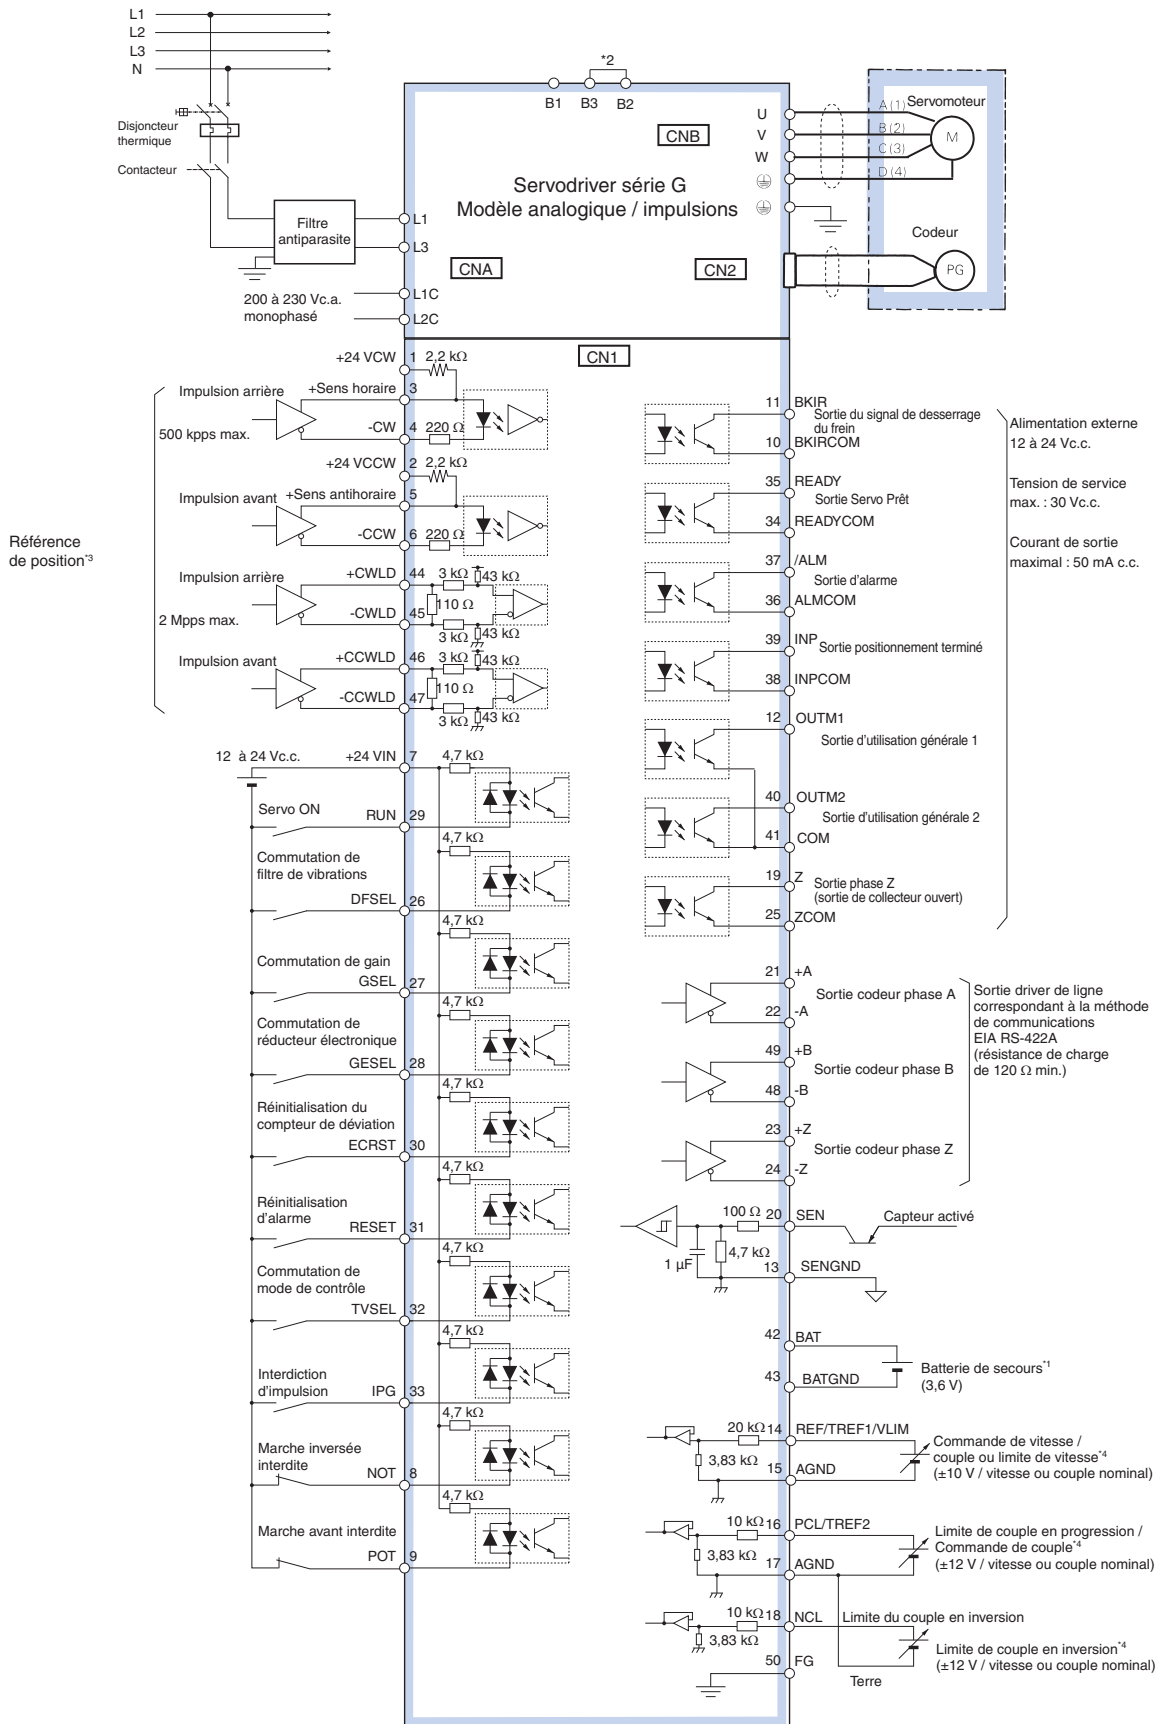 L1
L2
L3
N
Disjoncteur
thermique
Contacteur
Filtre
antiparasite
*2
B1 B3 B2
CNB
Servodriver série G
Modèle analogique / impulsions
CNA
CN2
L1
L3
200 à 230 Vc.a.
monophasé
L1C
L2C
U
V
W
A (1)
B (2)
C (3)
D (4)
Servomoteur
M
Codeur
PG
CN1
Référence
de position*3
+24 VCW 1 2,2 kΩ
Impulsion arrière +Sens horaire 3
500 kpps max. -CW 4 220 Ω
+24 VCCW 2 2,2 kΩ
Impulsion avant +Sens antihoraire 5
-CCW 6 220 Ω
Impulsion arrière +CWLD 44 3 kΩ 43 kΩ
110 Ω
2 Mpps max. -CWLD 45 3 kΩ 43 kΩ
Impulsion avant +CCWLD 46 3 kΩ 43 kΩ
110 Ω
-CCWLD 47 3 kΩ 43 kΩ
12 à 24 Vc.c. +24 VIN 7 4,7 kΩ
Servo ON RUN 29
4,7 kΩ
Commutation de
filtre de vibrations
DFSEL 26
4,7 kΩ
Commutation de gain
GSEL 27
4,7 kΩ
Commutation de
réducteur électronique
GESEL 28
4,7 kΩ
Réinitialisation du
compteur de déviation
ECRST 30
4,7 kΩ
Réinitialisation
d'alarme
RESET 31
4,7 kΩ
Commutation de
mode de contrôle
TVSEL 32
4,7 kΩ
Interdiction
d'impulsion IPG 33
4,7 kΩ
Marche inversée
interdite
NOT 8
4,7 kΩ
Marche avant interdite
POT 9
11 BKIR
Sortie du signal de desserrage
du frein
10 BKIRCOM
35 READY
Sortie Servo Prêt
34 READYCOM
37 /ALM
Sortie d'alarme
36 ALMCOM
39 INP
Sortie positionnement terminé
38 INPCOM
12 OUTM1
Sortie d'utilisation générale 1
40 OUTM2
Sortie d'utilisation générale 2
41 COM
19 Z
Sortie phase Z
(sortie de collecteur ouvert)
25 ZCOM
Alimentation externe
12 à 24 Vc.c.
Tension de service
max. : 30 Vc.c.
Courant de sortie
maximal : 50 mA c.c.
21 +A
Sortie codeur phase A
22 -A
49 +B
Sortie codeur phase B
48 -B
23 +Z
Sortie codeur phase Z
24 -Z
Sortie driver de ligne
correspondant à la méthode
de communications
EIA RS-422A
(résistance de charge
de 120 Ω min.)
100 Ω 20 SEN
Capteur activé
4,7 kΩ
1 µF
13 SENGND
42 BAT
Batterie de secours*1
(3,6 V)
43 BATGND
20 kΩ 14 REF/TREF1/VLIM
3,83 kΩ
15 AGND
Commande de vitesse /
couple ou limite de vitesse*4
(±10 V / vitesse ou couple nominal)
10 kΩ 16 PCL/TREF2
3,83 kΩ
17 AGND
Limite de couple en progression /
Commande de couple*4
(±12 V / vitesse ou couple nominal)
10 kΩ 18 NCL Limite du couple en inversion
3,83 kΩ
Limite de couple en inversion*4
(±12 V / vitesse ou couple nominal)
50 FG
Terre